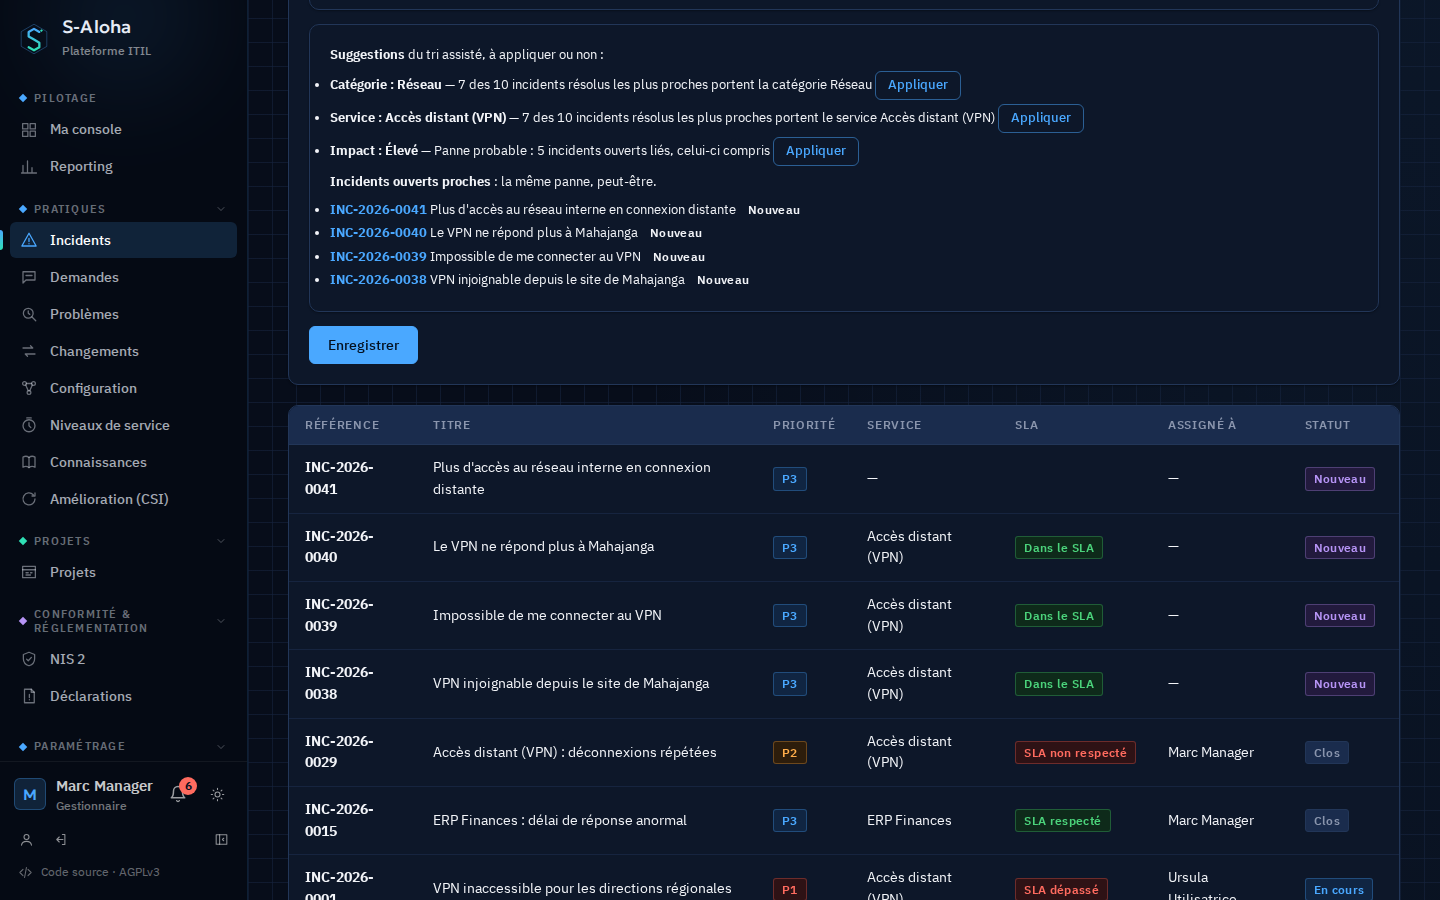 S-Aloha
Plateforme ITIL
PILOTAGE
Ma console
Reporting
PRATIQUES
Incidents
Demandes
Problèmes
Changements
Configuration
Niveaux de service
Connaissances
Amélioration (CSI)
PROJETS
Projets
CONFORMITÉ &
RÉGLEMENTATION
NIS 2
Déclarations
PARAMÉTRAGE
M
Marc Manager
Gestionnaire
6
Code source · AGPLv3
Suggestions du tri assisté, à appliquer ou non :
• Catégorie : Réseau — 7 des 10 incidents résolus les plus proches portent la catégorie Réseau Appliquer
• Service : Accès distant (VPN) — 7 des 10 incidents résolus les plus proches portent le service Accès distant (VPN) Appliquer
• Impact : Élevé — Panne probable : 5 incidents ouverts liés, celui-ci compris Appliquer
Incidents ouverts proches : la même panne, peut-être.
• INC-2026-0041 Plus d'accès au réseau interne en connexion distante Nouveau
• INC-2026-0040 Le VPN ne répond plus à Mahajanga Nouveau
• INC-2026-0039 Impossible de me connecter au VPN Nouveau
• INC-2026-0038 VPN injoignable depuis le site de Mahajanga Nouveau
Enregistrer
RÉFÉRENCE TITRE PRIORITÉ SERVICE SLA ASSIGNÉ À STATUT
INC-2026-
0041
Plus d'accès au réseau interne en connexion
distante
P3
—
—
Nouveau
INC-2026-
0040
Le VPN ne répond plus à Mahajanga
P3
Accès distant
(VPN)
Dans le SLA
—
Nouveau
INC-2026-
0039
Impossible de me connecter au VPN
P3
Accès distant
(VPN)
Dans le SLA
—
Nouveau
INC-2026-
0038
VPN injoignable depuis le site de Mahajanga
P3
Accès distant
(VPN)
Dans le SLA
—
Nouveau
INC-2026-
0029
Accès distant (VPN) : déconnexions répétées
P2
Accès distant
(VPN)
SLA non respecté
Marc Manager
Clos
INC-2026-
0015
ERP Finances : délai de réponse anormal
P3
ERP Finances
SLA respecté
Marc Manager
Clos
INC-2026-
0001
VPN inaccessible pour les directions régionales
P1
Accès distant
(VPN)
SLA dépassé
Ursula
Utilisatrice
En cours